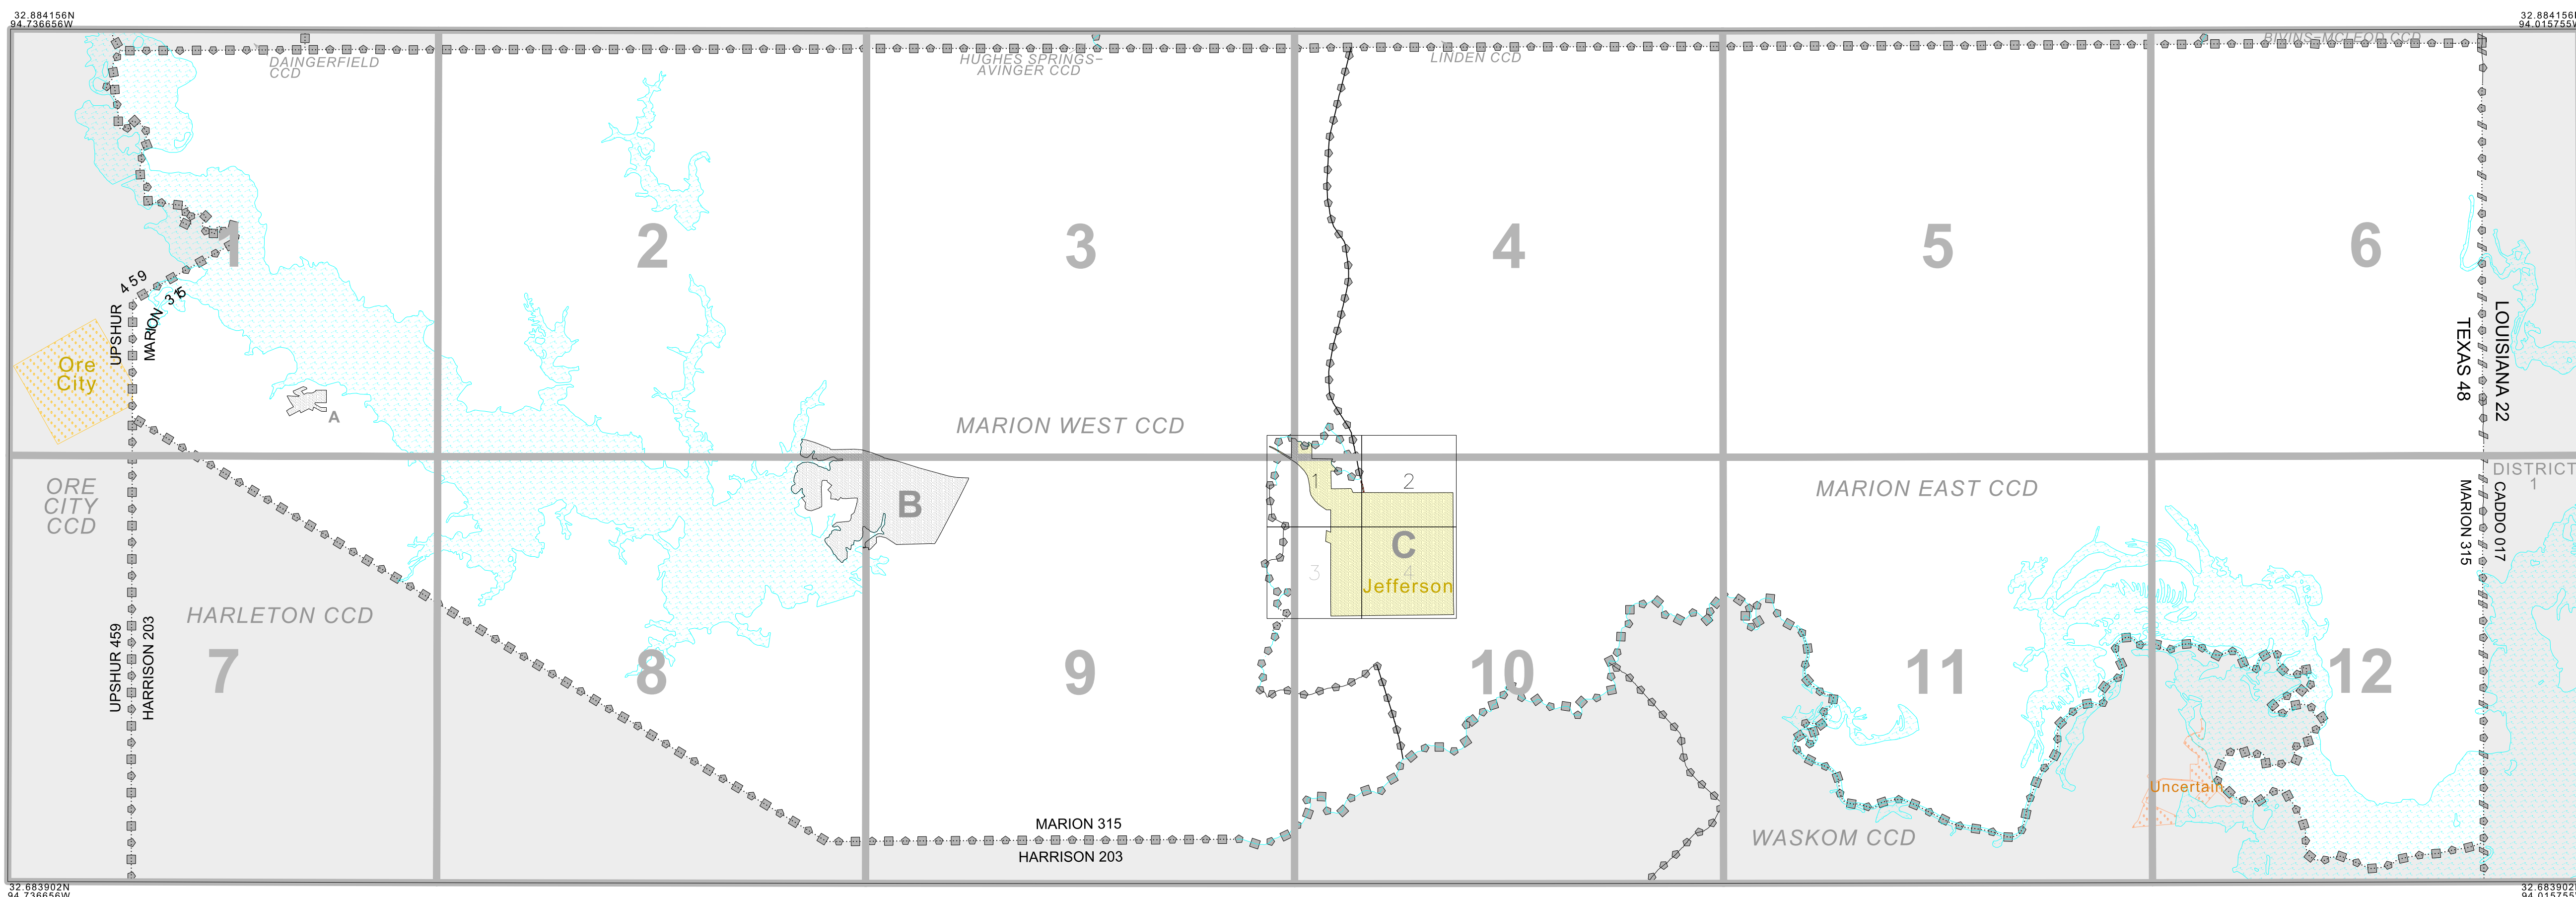 32.884156N
94.736656W
32.884156N
94.015755W
DAINGERFIELD
CCD
HUGHES SPRINGS-
AVINGER CCD
LINDEN CCD
BIVINS-MCLEOD CCD
1
2
3
4
5
6
459
315
UPSHUR
MARION
Ore
City
A
MARION WEST CCD
LOUISIANA 22
TEXAS 48
ORE
CITY
CCD
B
1
2
3
4
C
Jefferson
MARION EAST CCD
DISTRICT
1
CADDO 017
MARION 315
HARLETON CCD
UPSHUR 459
HARRISON 203
7
8
9
10
11
12
Uncertain
MARION 315
HARRISON 203
WASKOM CCD
32.683902N
94.736656W
32.683902N
94.015755W